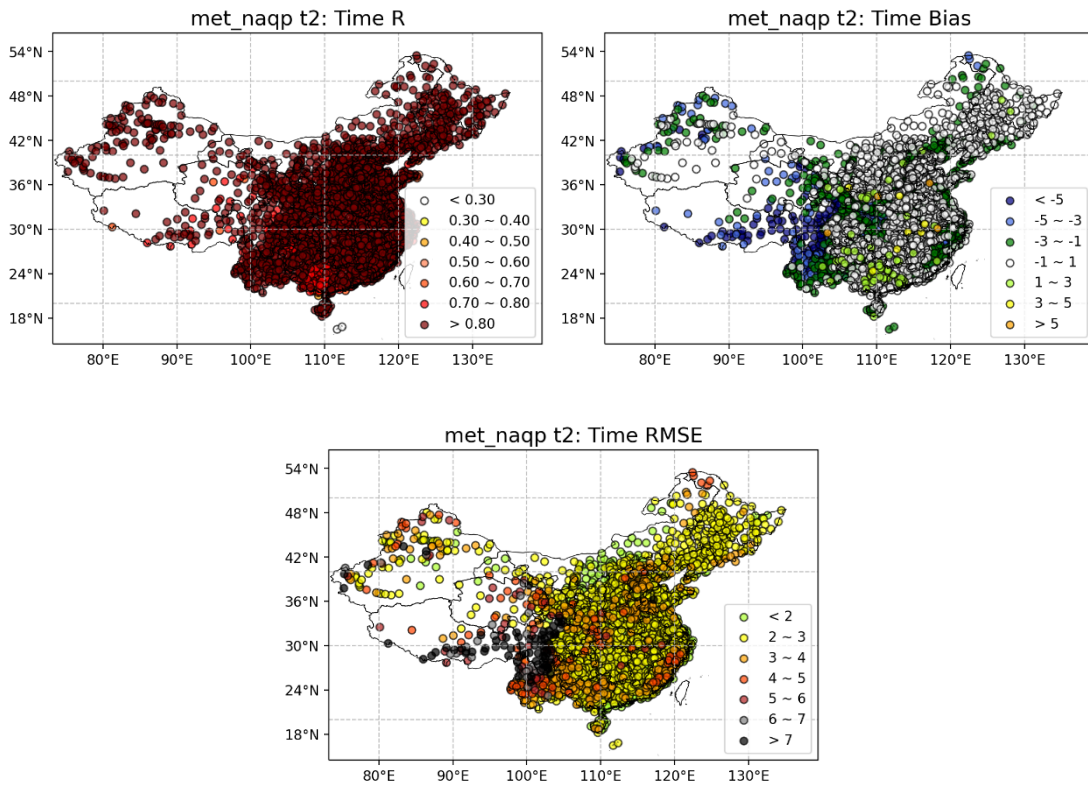 met_naqp t2: Time R
54°N
48°N
42°N
36°N
30°N
24°N
18°N
80°E 90°E 100°E 110°E 120°E 130°E
< 0.30
0.30 ~ 0.40
0.40 ~ 0.50
0.50 ~ 0.60
0.60 ~ 0.70
0.70 ~ 0.80
> 0.80
met_naqp t2: Time Bias
54°N
48°N
42°N
36°N
30°N
24°N
18°N
80°E 90°E 100°E 110°E 120°E 130°E
< -5
-5 ~ -3
-3 ~ -1
-1 ~ 1
1 ~ 3
3 ~ 5
> 5
met_naqp t2: Time RMSE
54°N
48°N
42°N
36°N
30°N
24°N
18°N
80°E 90°E 100°E 110°E 120°E 130°E
< 2
2 ~ 3
3 ~ 4
4 ~ 5
5 ~ 6
6 ~ 7
> 7